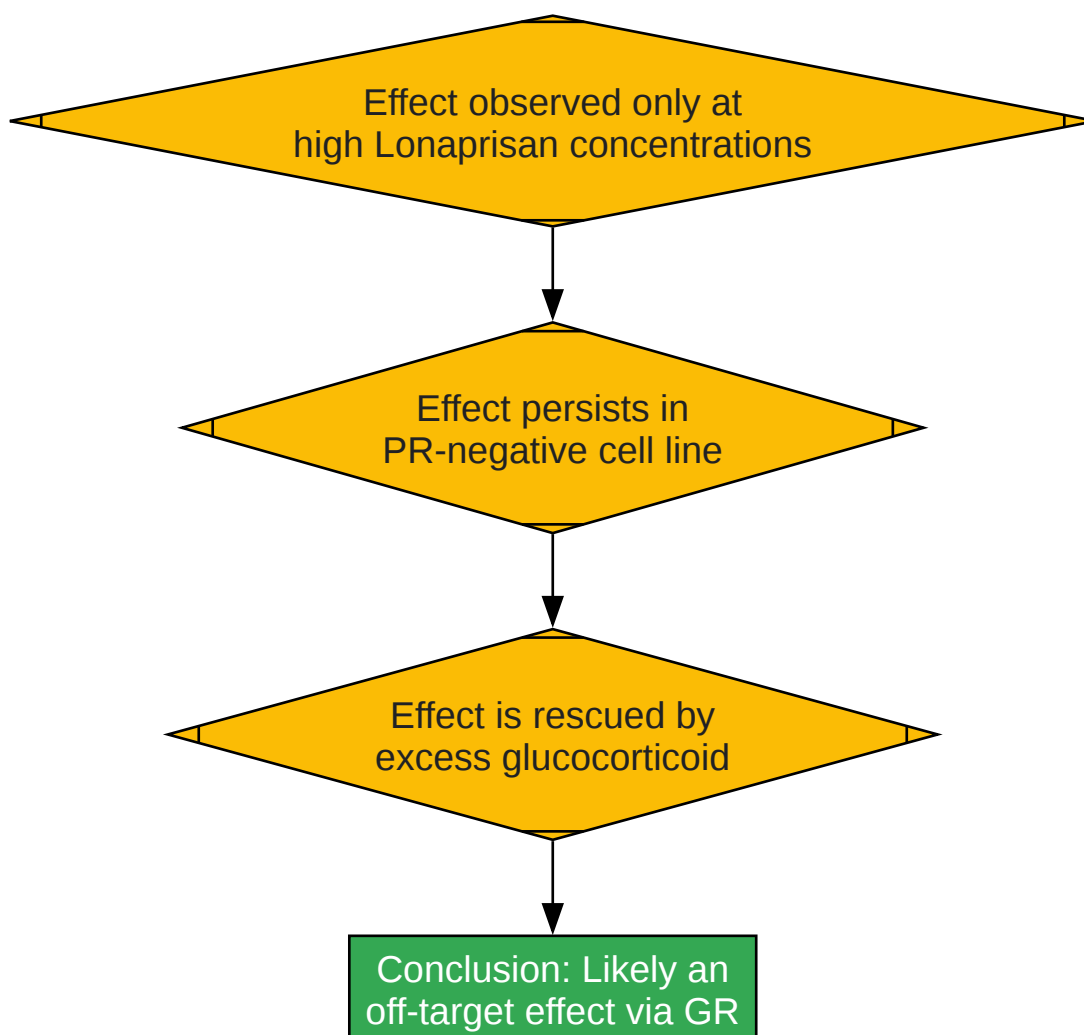 Effect observed only at
high Lonaprisan concentrations
Effect persists in
PR-negative cell line
Effect is rescued by
excess glucocorticoid
Conclusion: Likely an
off-target effect via GR